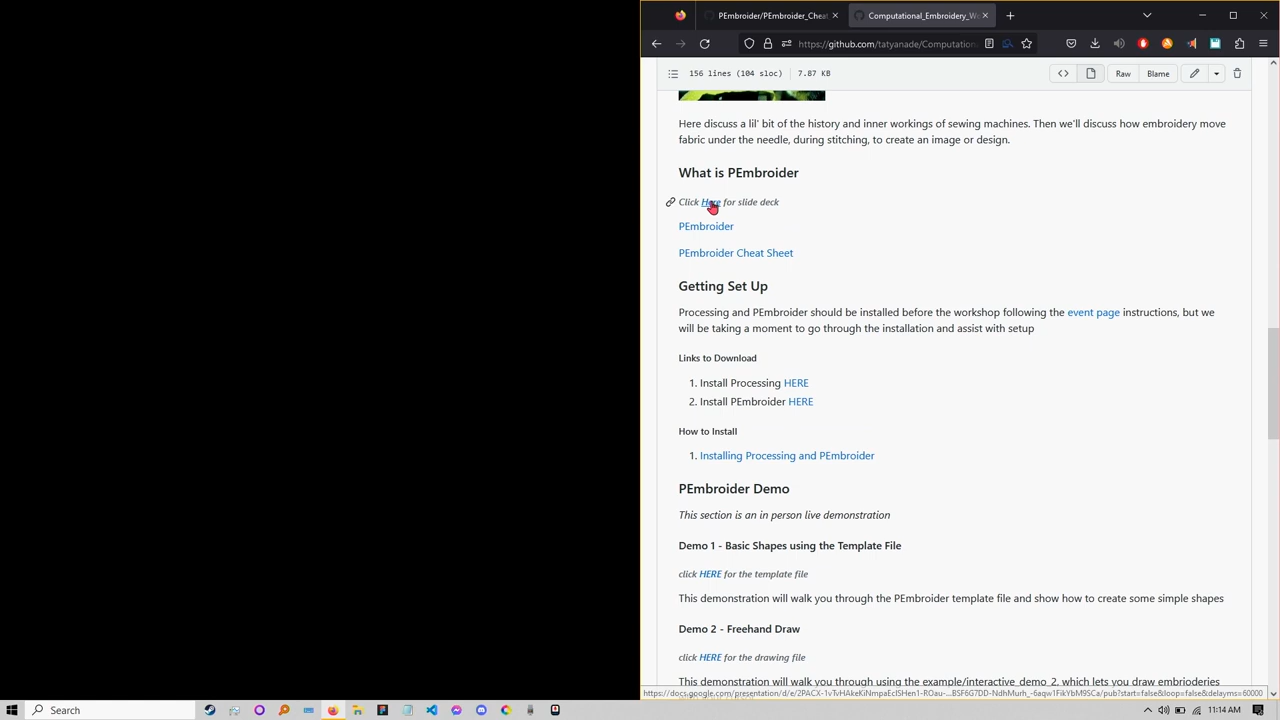 PEmbroider/PEmbroider_Cheat
Computational_Embroidery_We
https://github.com/tatyanade/Computation
156 lines (104 sloc) 7.87 KB
Raw Blame
Here discuss a lil' bit of the history and inner workings of sewing machines. Then we'll discuss how embroidery move
fabric under the needle, during stitching, to create an image or design.
What is PEmbroider
Click Here for slide deck
PEmbroider
PEmbroider Cheat Sheet
Getting Set Up
Processing and PEmbroider should be installed before the workshop following the event page instructions, but we
will be taking a moment to go through the installation and assist with setup
Links to Download
1. Install Processing HERE
2. Install PEmbroider HERE
How to Install
1. Installing Processing and PEmbroider
PEmbroider Demo
This section is an in person live demonstration
Demo 1 - Basic Shapes using the Template File
click HERE for the template file
This demonstration will walk you through the PEmbroider template file and show how to create some simple shapes
Demo 2 - Freehand Draw
click HERE for the drawing file
This demonstration will walk you through using the example/interactive_demo_2, which lets you draw embrioderies
Search
11:14 AM